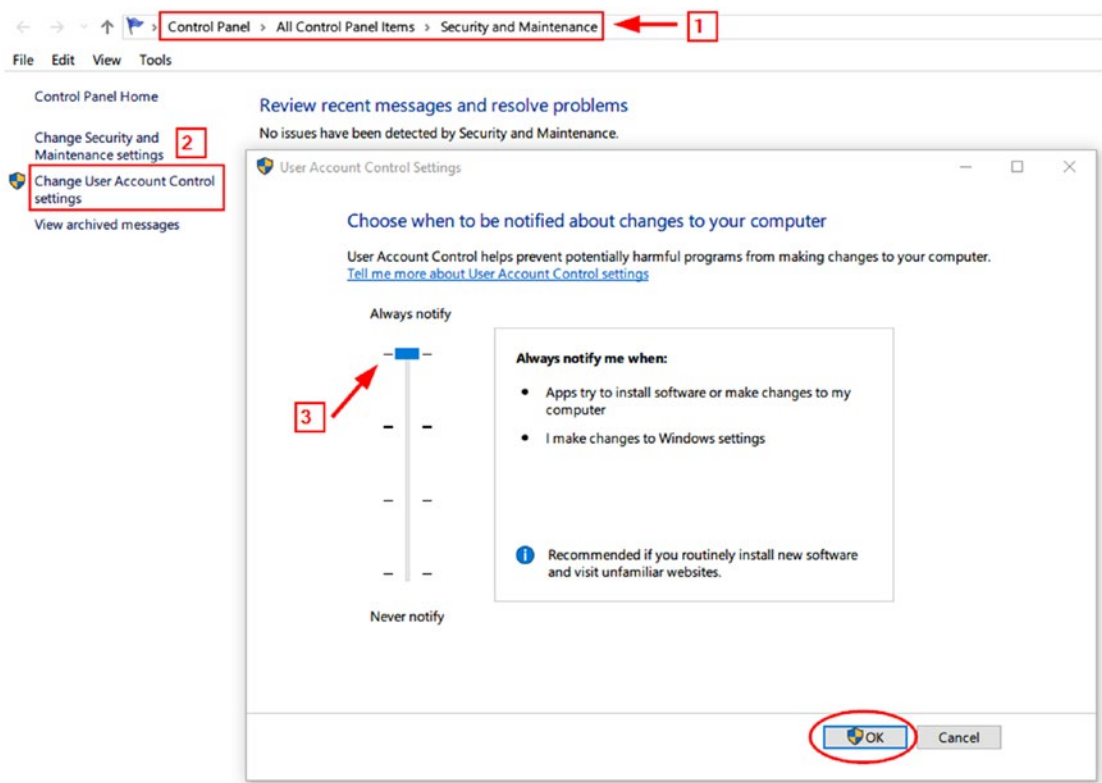 Control Panel > All Control Panel Items > Security and Maintenance
1
File Edit View Tools
Control Panel Home
Change Security and
Maintenance settings
2
Change User Account Control
settings
View archived messages
Review recent messages and resolve problems
No issues have been detected by Security and Maintenance.
User Account Control Settings
Choose when to be notified about changes to your computer
User Account Control helps prevent potentially harmful programs from making changes to your computer.
Tell me more about User Account Control settings
Always notify
3
Never notify
Always notify me when:
• Apps try to install software or make changes to my
computer
• I make changes to Windows settings
Recommended if you routinely install new software
and visit unfamiliar websites.
OK Cancel